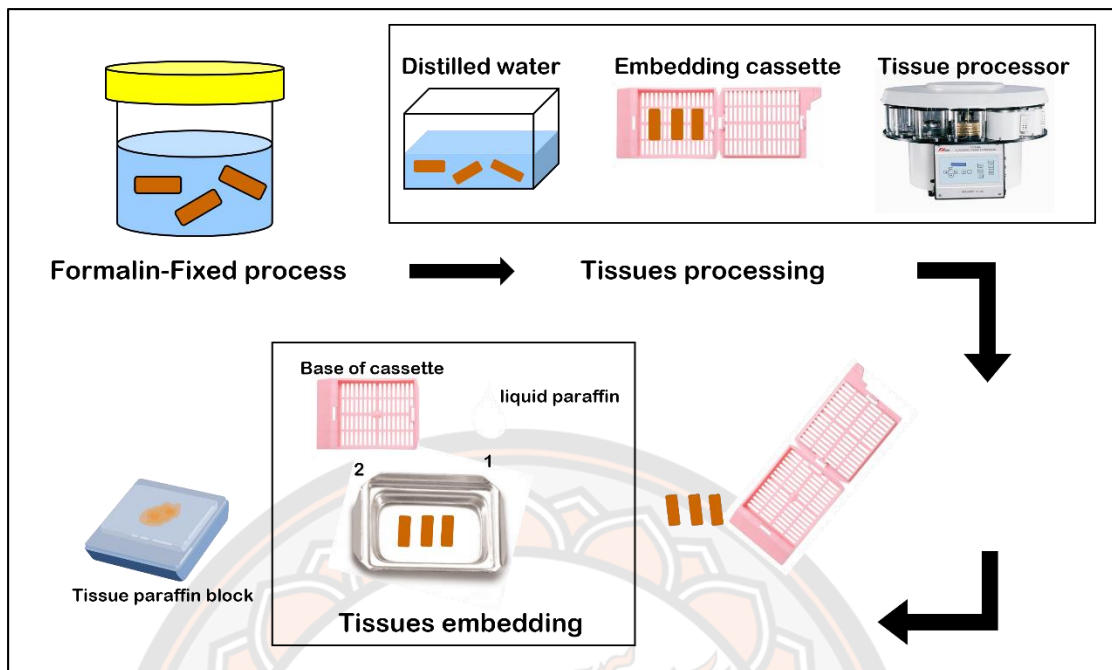 Distilled water
Embedding cassette
Tissue processor
Formalin-Fixed process
Tissues processing
Base of cassette
liquid paraffin
2
1
Tissue paraffin block
Tissues embedding